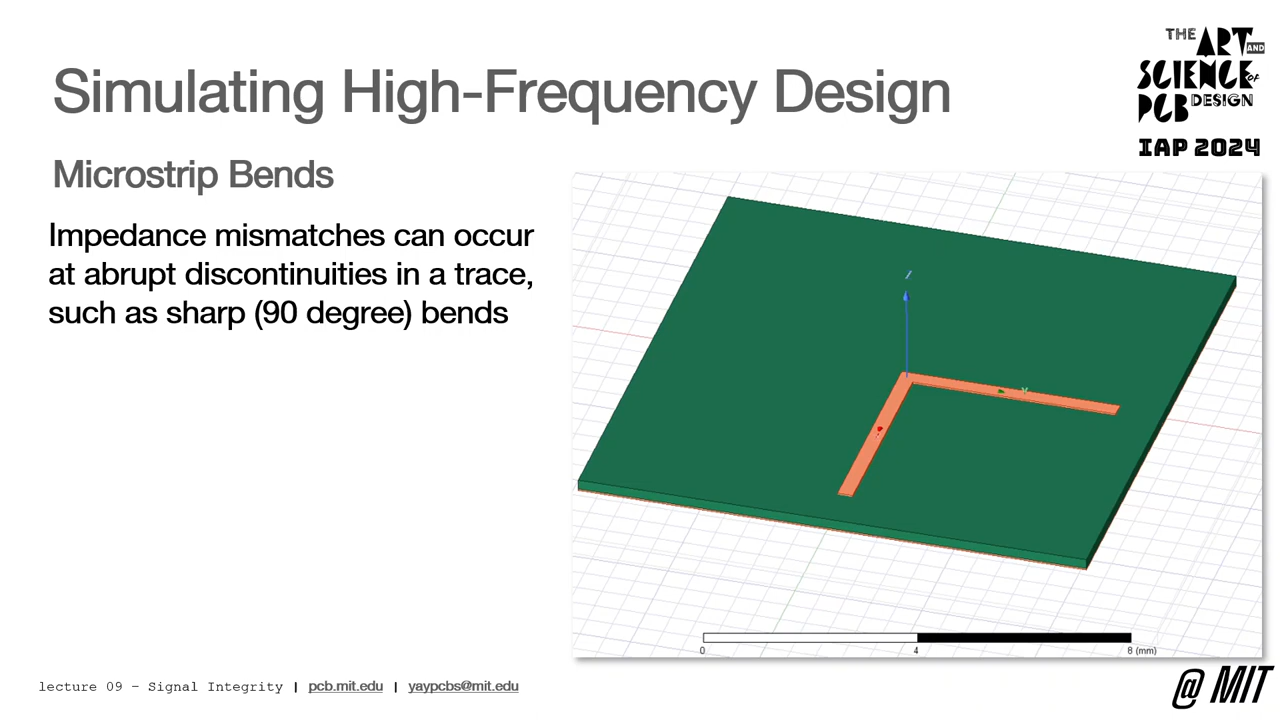 Simulating High-Frequency Design
THE ART AND
SCIENCE OF
PCB DESIGN
IAP 2024
Microstrip Bends
Impedance mismatches can occur
at abrupt discontinuities in a trace,
such as sharp (90 degree) bends
Y
0 4 8 (mm)
lecture 09 – Signal Integrity | pcb.mit.edu | yaypcbs@mit.edu
@ MIT